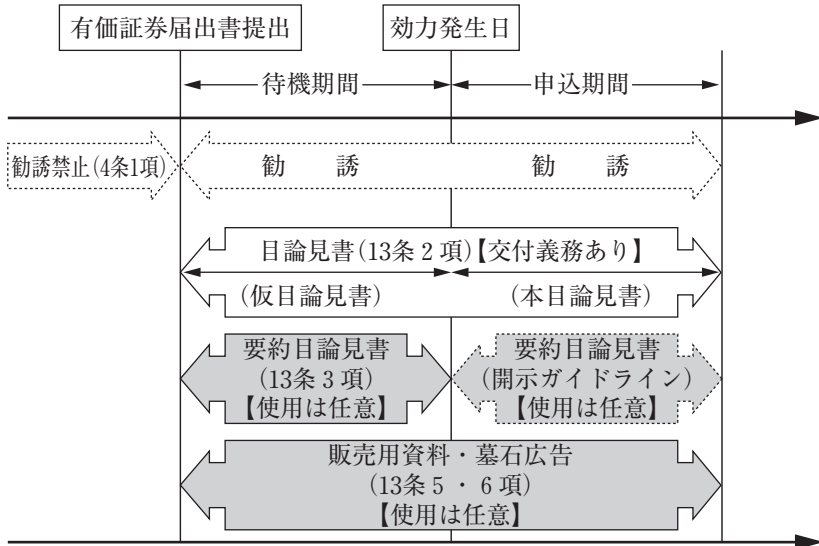 有価証券届出書提出
効力発生日
待機期間
申込期間
勧誘禁止(4条1項)
勧誘
勧誘
目論見書(13条2項)【交付義務あり】
(仮目論見書)
(本目論見書)
要約目論見書
(13条3項)
【使用は任意】
要約目論見書
(開示ガイドライン)
【使用は任意】
販売用資料・墓石広告
(13条5・6項)
【使用は任意】